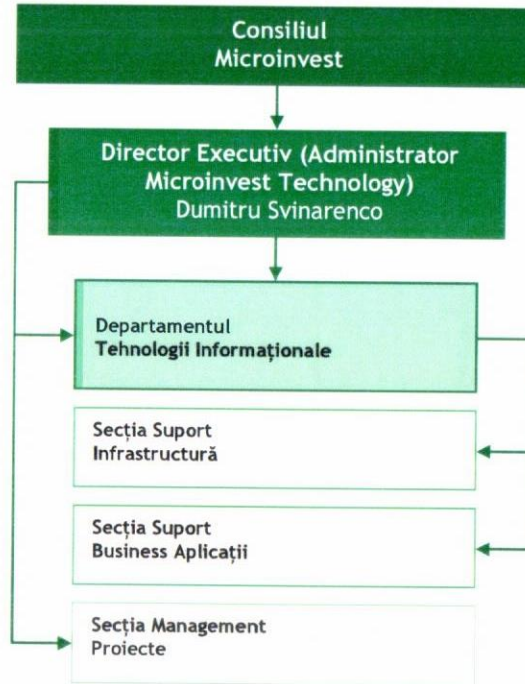 Consiliul
Microinvest
Director Executiv (Administrator
Microinvest Technology)
Dumitru Svinarenco
Departamentul
Tehnologii Informaționale
Secția Suport
Infrastructură
Secția Suport
Business Aplicații
Secția Management
Proiecte